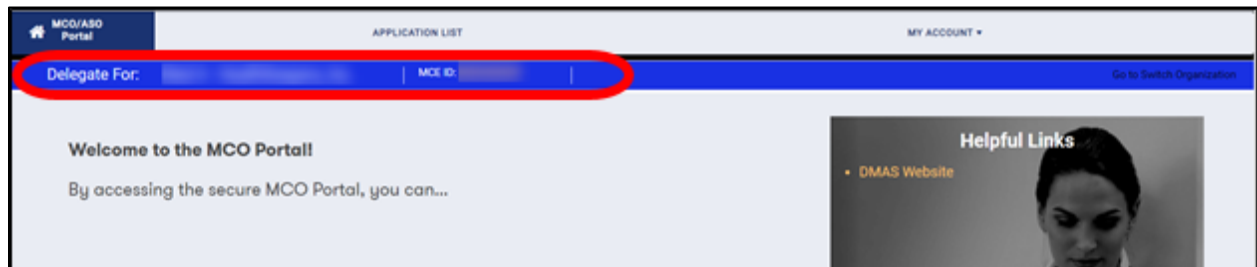 MCO/ASO
Portal
APPLICATION LIST
MY ACCOUNT
Delegate For:
MCE ID:
Go to Switch Organization
Welcome to the MCO Portal!
By accessing the secure MCO Portal, you can...
Helpful Links
• DMAS Website